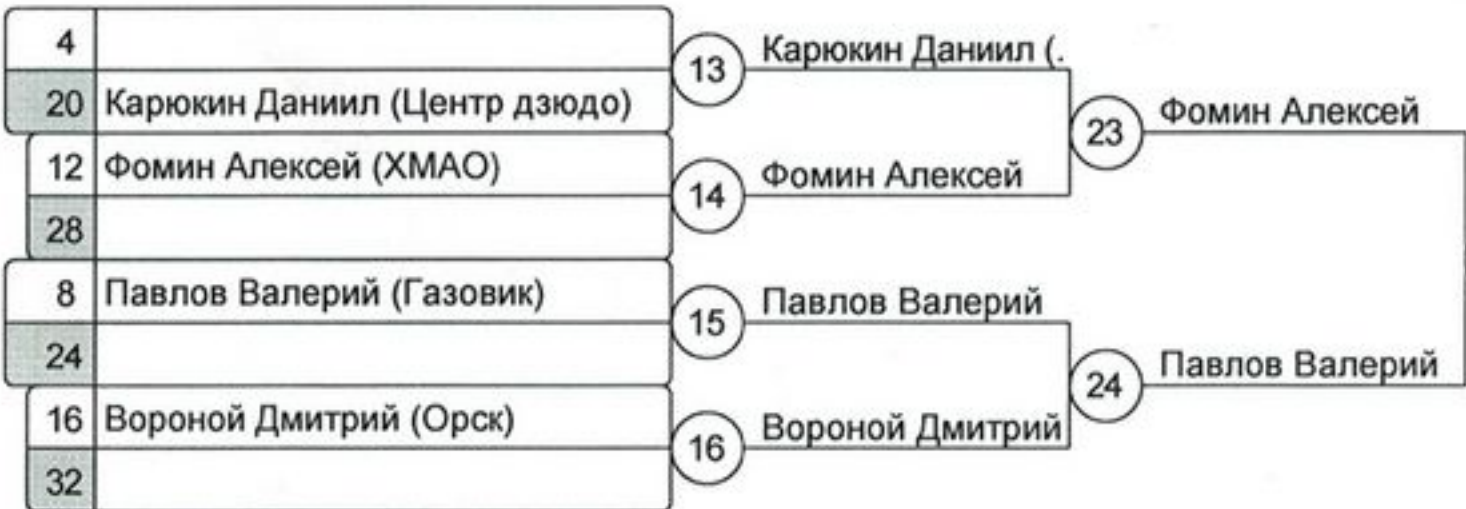 4
20 Карюкин Даниил (Центр дзюдо)
12 Фомин Алексей (ХМАО)
28
8 Павлов Валерий (Газовик)
24
16 Вороной Дмитрий (Орск)
32
13 Карюкин Даниил (.
14 Фомин Алексей
15 Павлов Валерий
16 Вороной Дмитрий
23 Фомин Алексей
24 Павлов Валерий